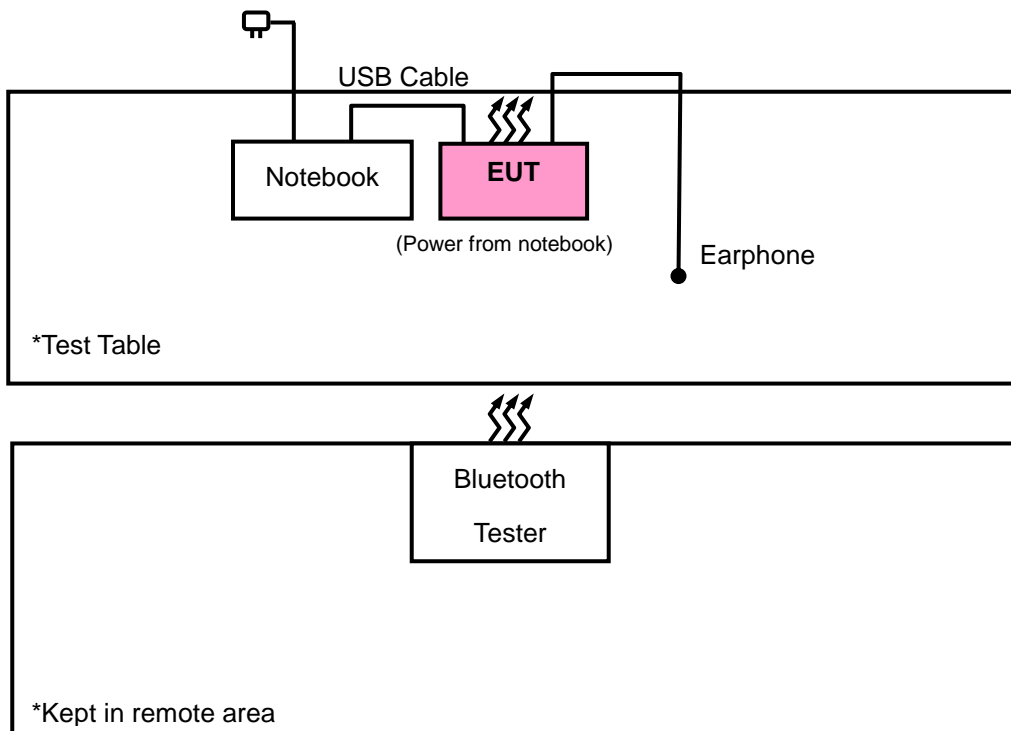 USB Cable
Notebook
EUT
(Power from notebook)
Earphone
*Test Table
Bluetooth
Tester
*Kept in remote area